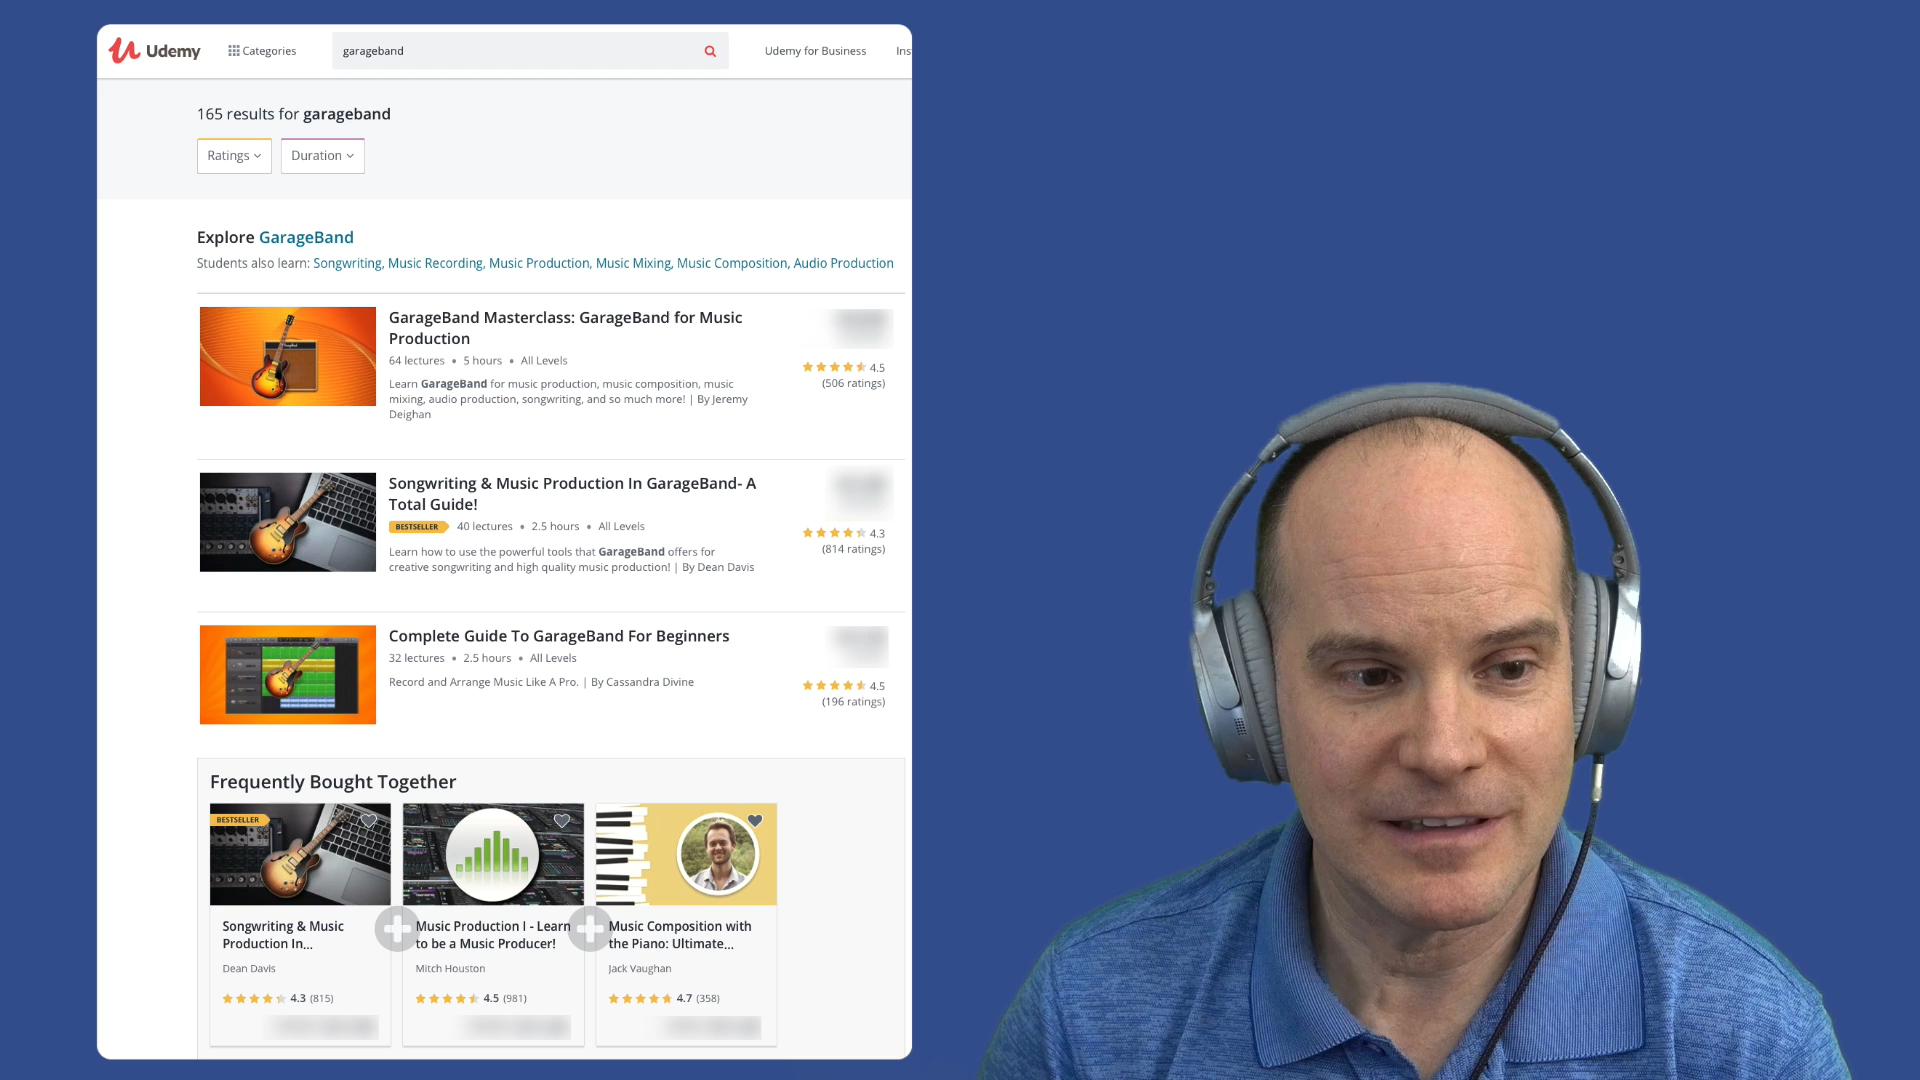 Udemy
Categories
garageband
Udemy for Business
Ins
165 results for garageband
Ratings
Duration
Explore GarageBand
Students also learn: Songwriting, Music Recording, Music Production, Music Mixing, Music Composition, Audio Production
GarageBand Masterclass: GarageBand for Music
Production
64 lectures • 5 hours • All Levels
4.5
(506 ratings)
Learn GarageBand for music production, music composition, music
mixing, audio production, songwriting, and so much more! | By Jeremy
Deighan
Songwriting & Music Production In GarageBand- A
Total Guide!
BESTSELLER 40 lectures • 2.5 hours • All Levels
4.3
(814 ratings)
Learn how to use the powerful tools that GarageBand offers for
creative songwriting and high quality music production! | By Dean Davis
Complete Guide To GarageBand For Beginners
32 lectures • 2.5 hours • All Levels
Record and Arrange Music Like A Pro. | By Cassandra Divine
4.5
(196 ratings)
Frequently Bought Together
BESTSELLER
Songwriting & Music
Production In...
Dean Davis
4.3 (815)
Music Production I - Learn
to be a Music Producer!
Mitch Houston
4.5 (981)
Music Composition with
the Piano: Ultimate...
Jack Vaughan
4.7 (358)